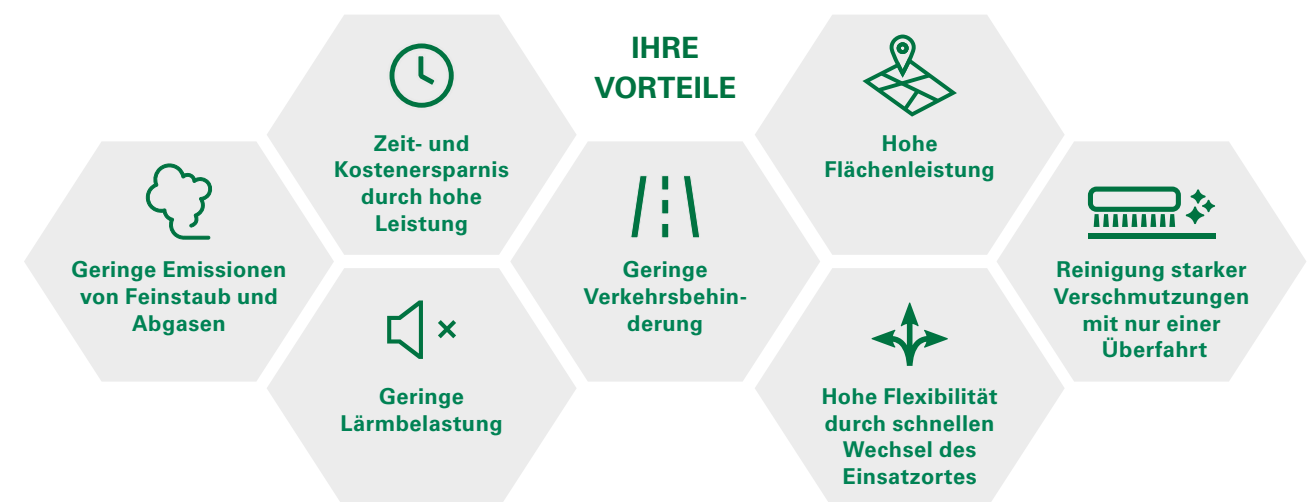 IHRE
VORTEILE
Geringe Emissionen
von Feinstaub und
Abgasen
Zeit- und
Kostenersparnis
durch hohe
Leistung
Geringe
Lärmbelastung
Geringe
Verkehrsbehin-
derung
Hohe
Flächenleistung
Hohe Flexibilität
durch schnellen
Wechsel des
Einsatzortes
Reinigung starker
Verschmutzungen
mit nur einer
Überfahrt